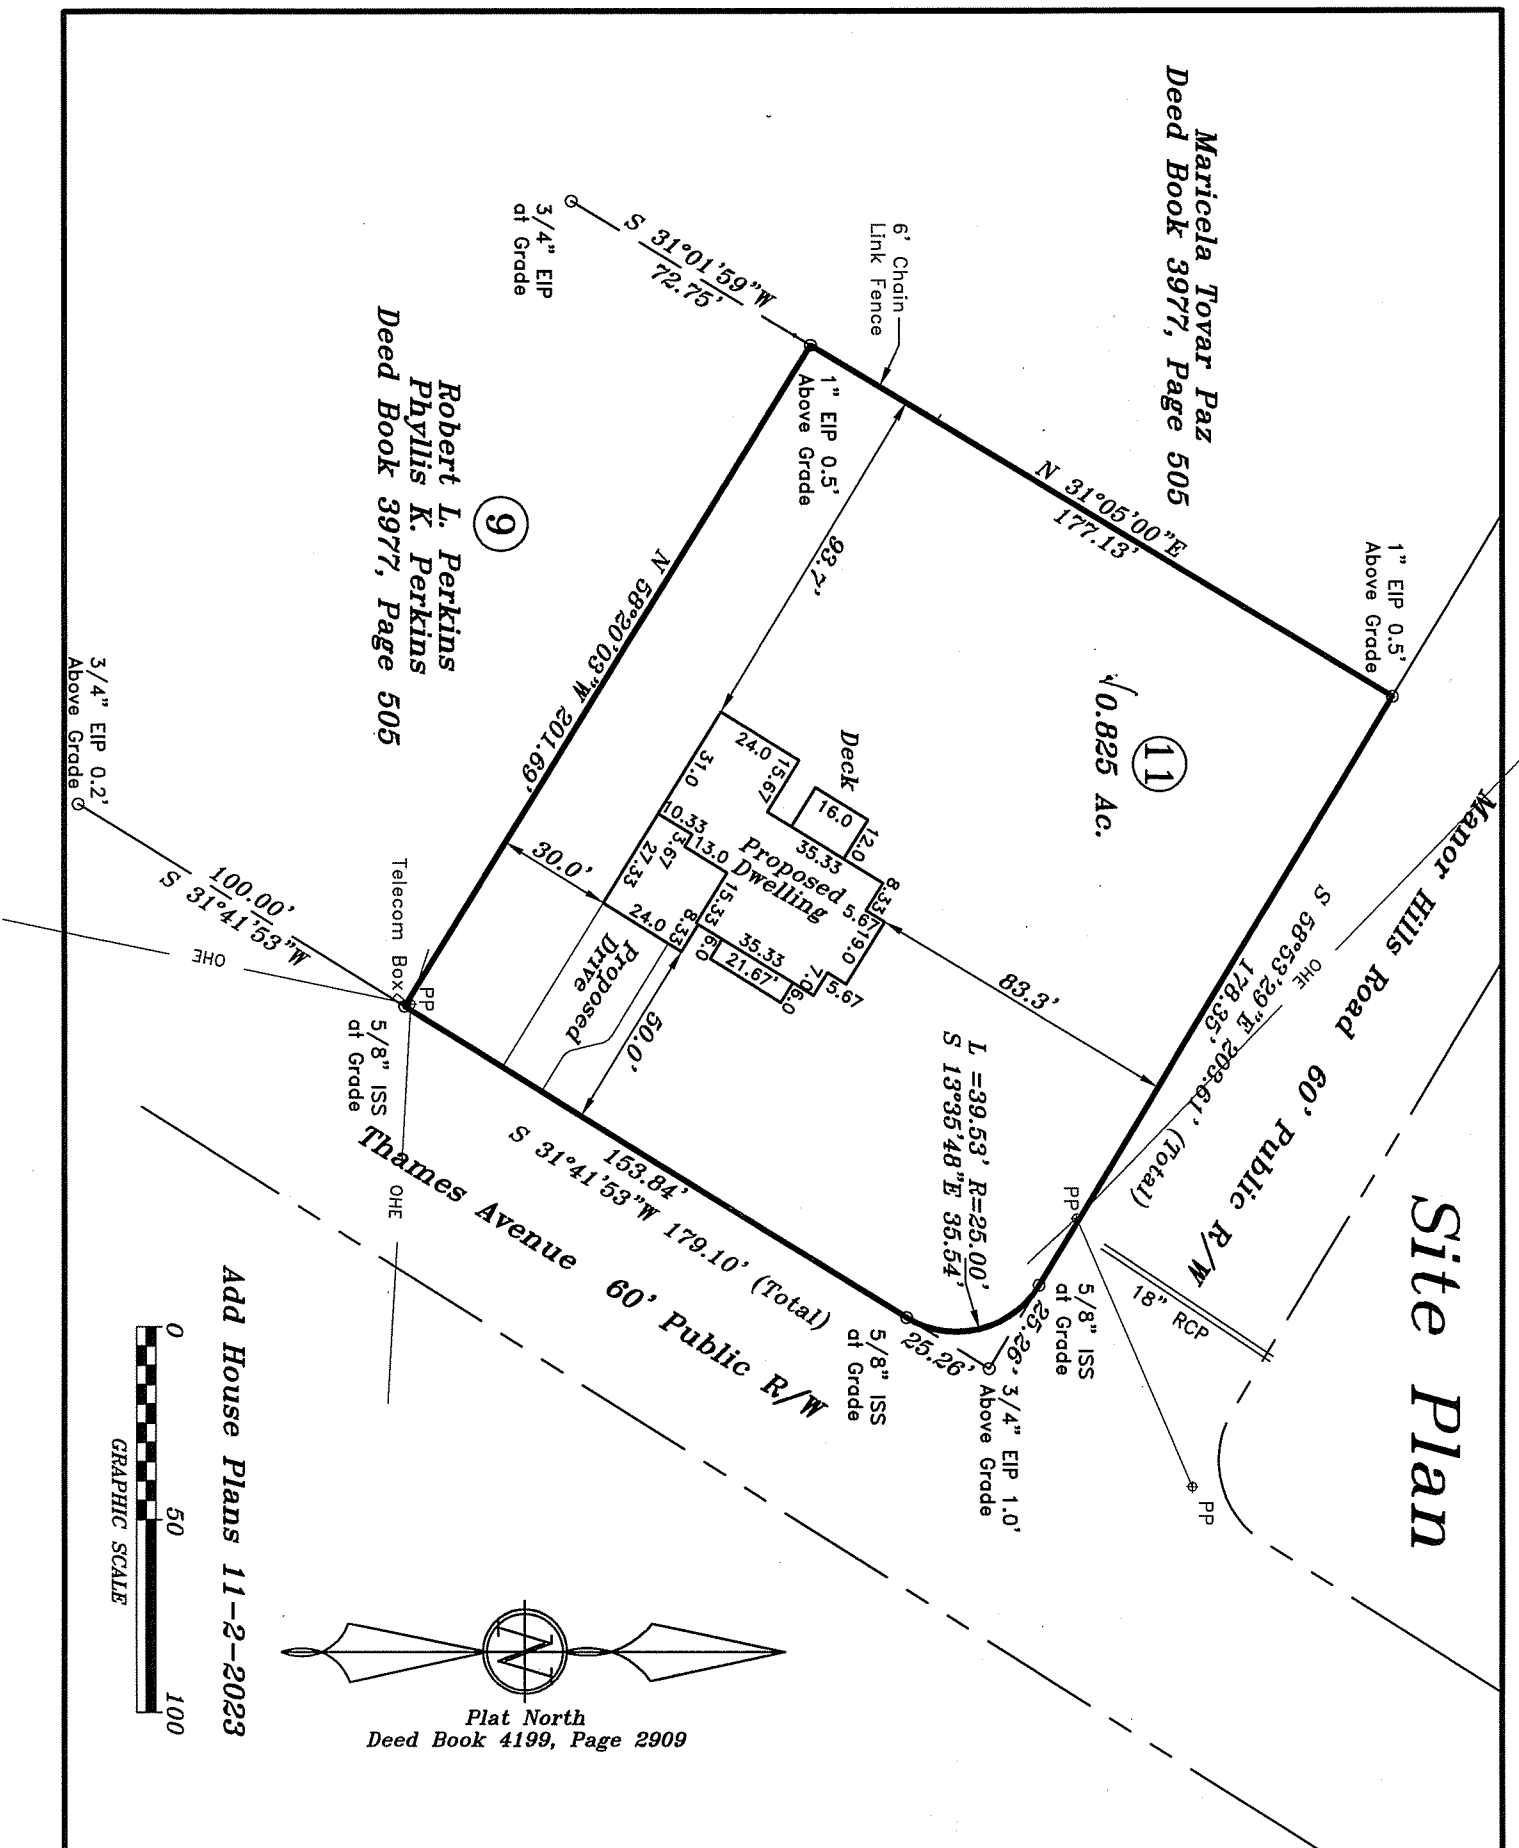 Site Plan
Maricela Tovar Paz
Deed Book 3977, Page 505
6' Chain
Link Fence
S 31°01'59"W
72.75'
3/4" EIP
at Grade
1" EIP 0.5'
Above Grade
N 31°05'00"E
177.13'
1" EIP 0.5'
Above Grade
11
√0.825 Ac.
Manor Hills Road 60' Public R/W
S 58°53'29"E 203.61' (Total)
178.35'
OHE
93.7'
Deck
16.0
12.0
24.0
15.67
35.33
8.33
5.67
19.0
31.0
10.33
3.67
13.0
27.33
15.33
24.0
8.33
6.0
35.33
21.67'
6.0
7.0
5.67
Proposed
Dwelling
Proposed
Drive
83.3'
30.0'
50.0'
L =39.53' R=25.00'
S 13°35'48"E 35.54'
PP
18" RCP
PP
5/8" ISS
at Grade
25.26'
3/4" EIP 1.0'
Above Grade
25.26'
5/8" ISS
at Grade
153.84'
S 31°41'53"W 179.10' (Total)
Thames Avenue 60' Public R/W
N 58°20'03"W 201.69'
9
Robert L. Perkins
Phyllis K. Perkins
Deed Book 3977, Page 505
Telecom Box
PP
5/8" ISS
at Grade
OHE
OHE
100.00'
S 31°41'53"W
3/4" EIP 0.2'
Above Grade
Add House Plans 11-2-2023
0 50 100
GRAPHIC SCALE
N
Plat North
Deed Book 4199, Page 2909